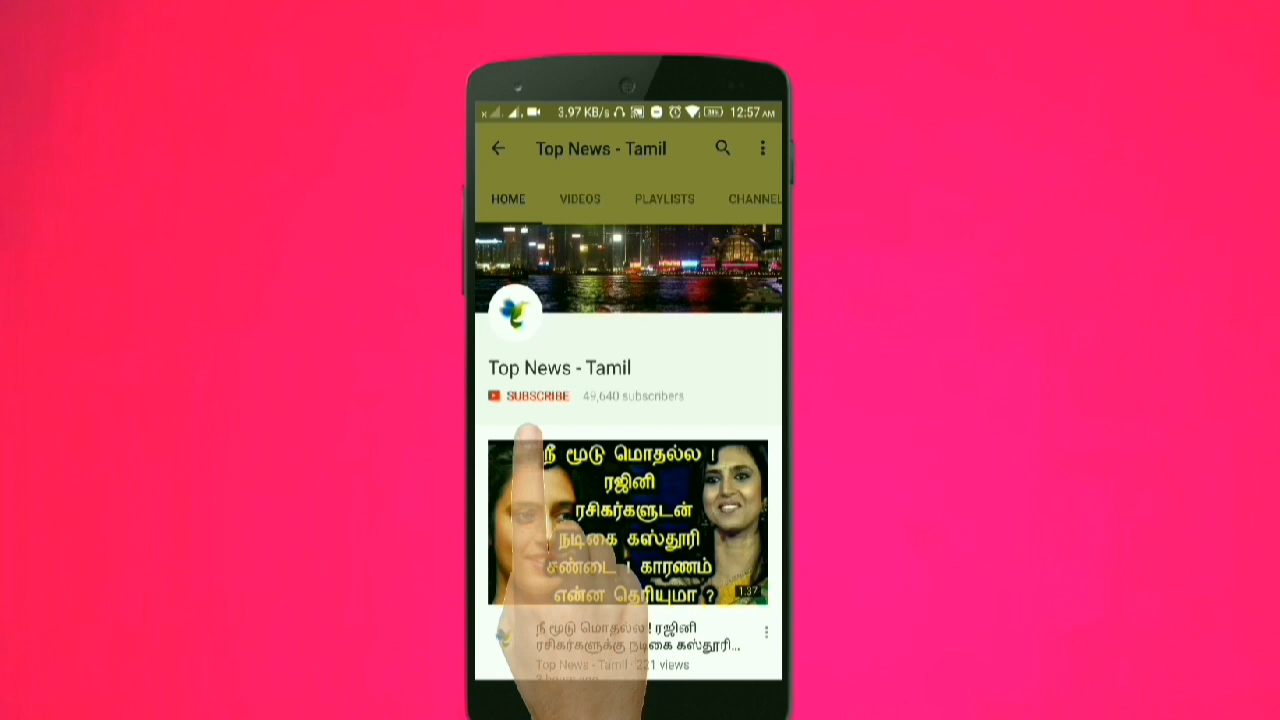 3.97 KB/s 12:57 AM
Top News - Tamil
HOME VIDEOS PLAYLISTS CHANNEL
Top News - Tamil
SUBSCRIBE 49,640 subscribers
நீ மூடு மொதல்ல !
ரஜினி
ரசிகர்களுடன்
நடிகை கஸ்தூரி
சண்டை ! காரணம்
என்ன தெரியுமா ?
1:37
நீ மூடு மொதல்ல ! ரஜினி
ரசிகர்களுக்கு நடிகை கஸ்தூரி...
Top News - Tamil · 221 views